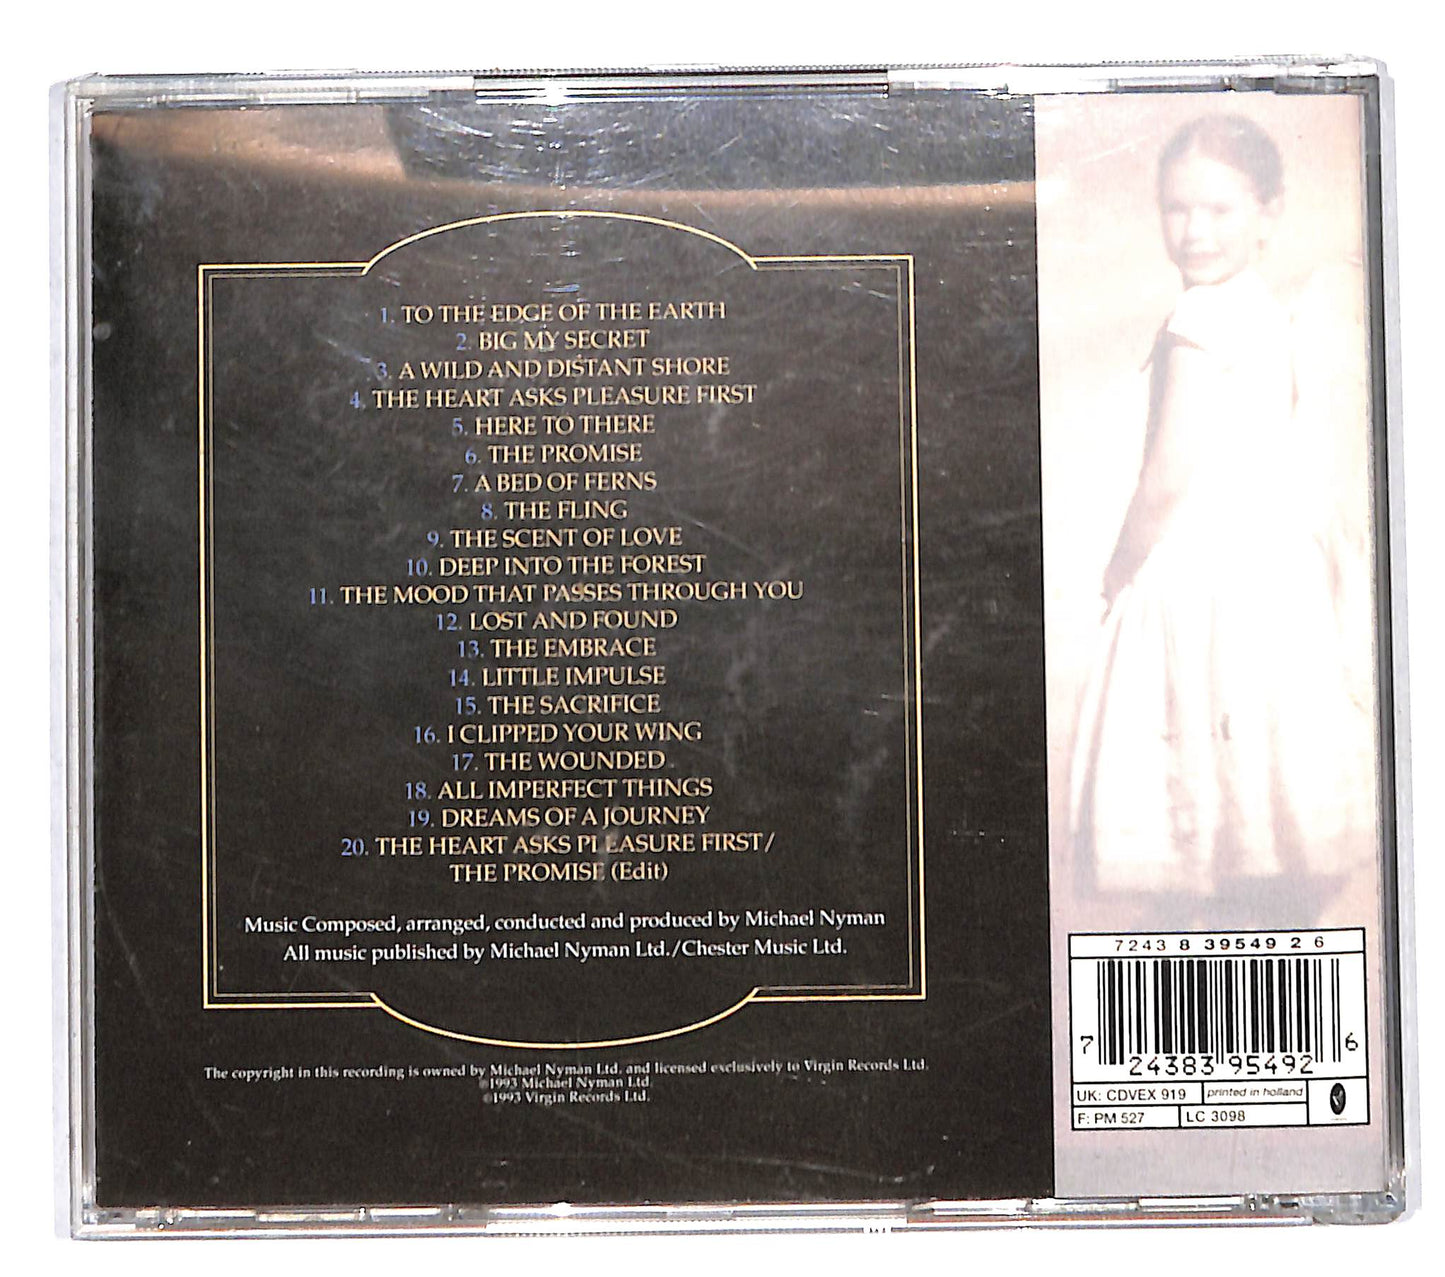 1. TO THE EDGE OF THE EARTH
2. BIG MY SECRET
3. A WILD AND DISTANT SHORE
4. THE HEART ASKS PLEASURE FIRST
5. HERE TO THERE
6. THE PROMISE
7. A BED OF FERNS
8. THE FLING
9. THE SCENT OF LOVE
10. DEEP INTO THE FOREST
11. THE MOOD THAT PASSES THROUGH YOU
12. LOST AND FOUND
13. THE EMBRACE
14. LITTLE IMPULSE
15. THE SACRIFICE
16. I CLIPPED YOUR WING
17. THE WOUNDED
18. ALL IMPERFECT THINGS
19. DREAMS OF A JOURNEY
20. THE HEART ASKS PLEASURE FIRST/
THE PROMISE (Edit)
Music Composed, arranged, conducted and produced by Michael Nyman
All music published by Michael Nyman Ltd./Chester Music Ltd.
The copyright in this recording is owned by Michael Nyman Ltd. and licensed exclusively to Virgin Records Ltd.
℗1993 Michael Nyman Ltd.
©1993 Virgin Records Ltd.
7243 8 39549 2 6
7 24383 95492 6
UK: CDVEX 919 printed in holland
F: PM 527 LC 3098